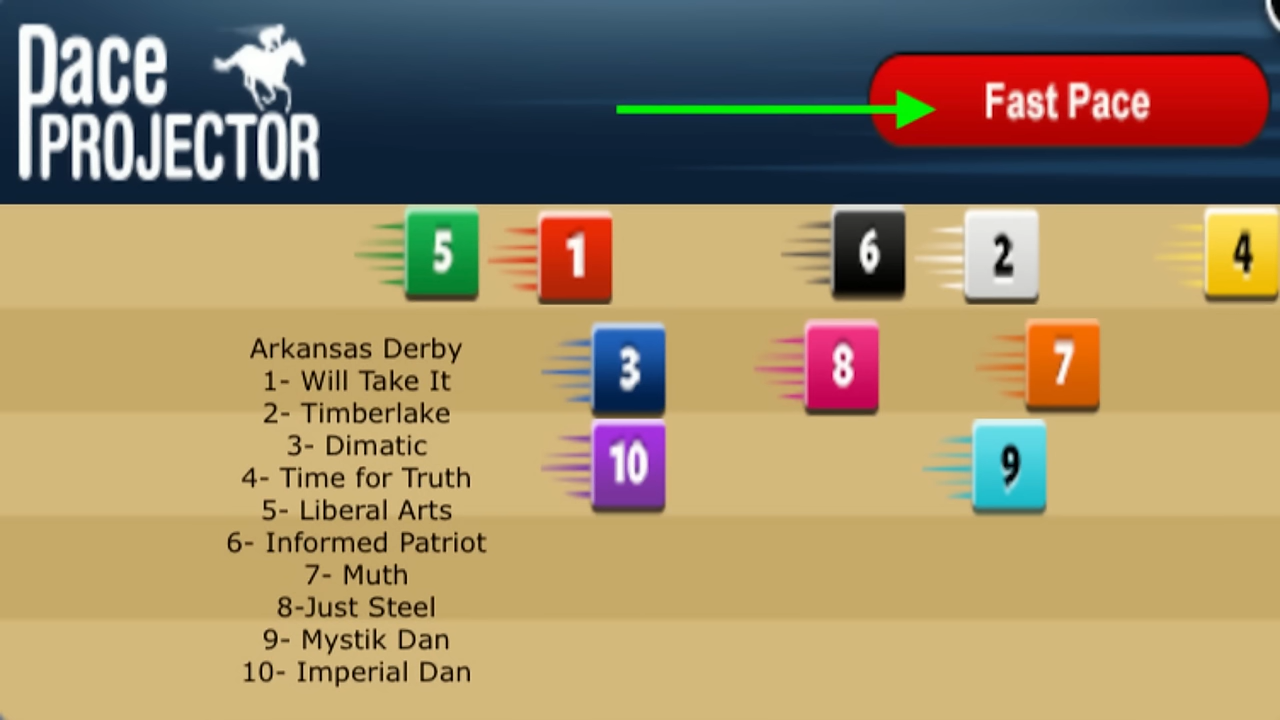 Pace
PROJECTOR
Fast Pace
5 1 6 2 4
3 8 7
10 9
Arkansas Derby
1- Will Take It
2- Timberlake
3- Dimatic
4- Time for Truth
5- Liberal Arts
6- Informed Patriot
7- Muth
8-Just Steel
9- Mystik Dan
10- Imperial Dan